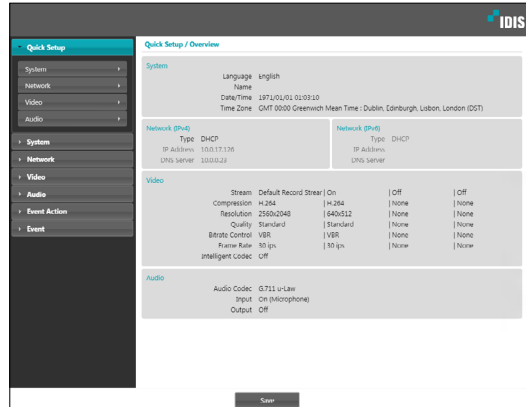 IDIS
Quick Setup
System
Network
Video
Audio
System
Network
Video
Audio
Event Action
Event
Quick Setup / Overview
System
Language English
Name
Date/Time 1971/01/01 01:03:10
Time Zone GMT 00:00 Greenwich Mean Time : Dublin, Edinburgh, Lisbon, London (DST)
Network (IPv4)
Type DHCP
IP Address 10.0.17.126
DNS Server 10.0.0.23
Network (IPv6)
Type DHCP
IP Address
DNS Server
Video
Stream Default Record Strear | On | Off | Off
Compression H.264 | H.264 | None | None
Resolution 2560x2048 | 640x512 | None | None
Quality Standard | Standard | None | None
Bitrate Control VBR | VBR | None | None
Frame Rate 30 ips | 30 ips | None | None
Intelligent Codec Off
Audio
Audio Codec G.711 u-Law
Input On (Microphone)
Output Off
Save